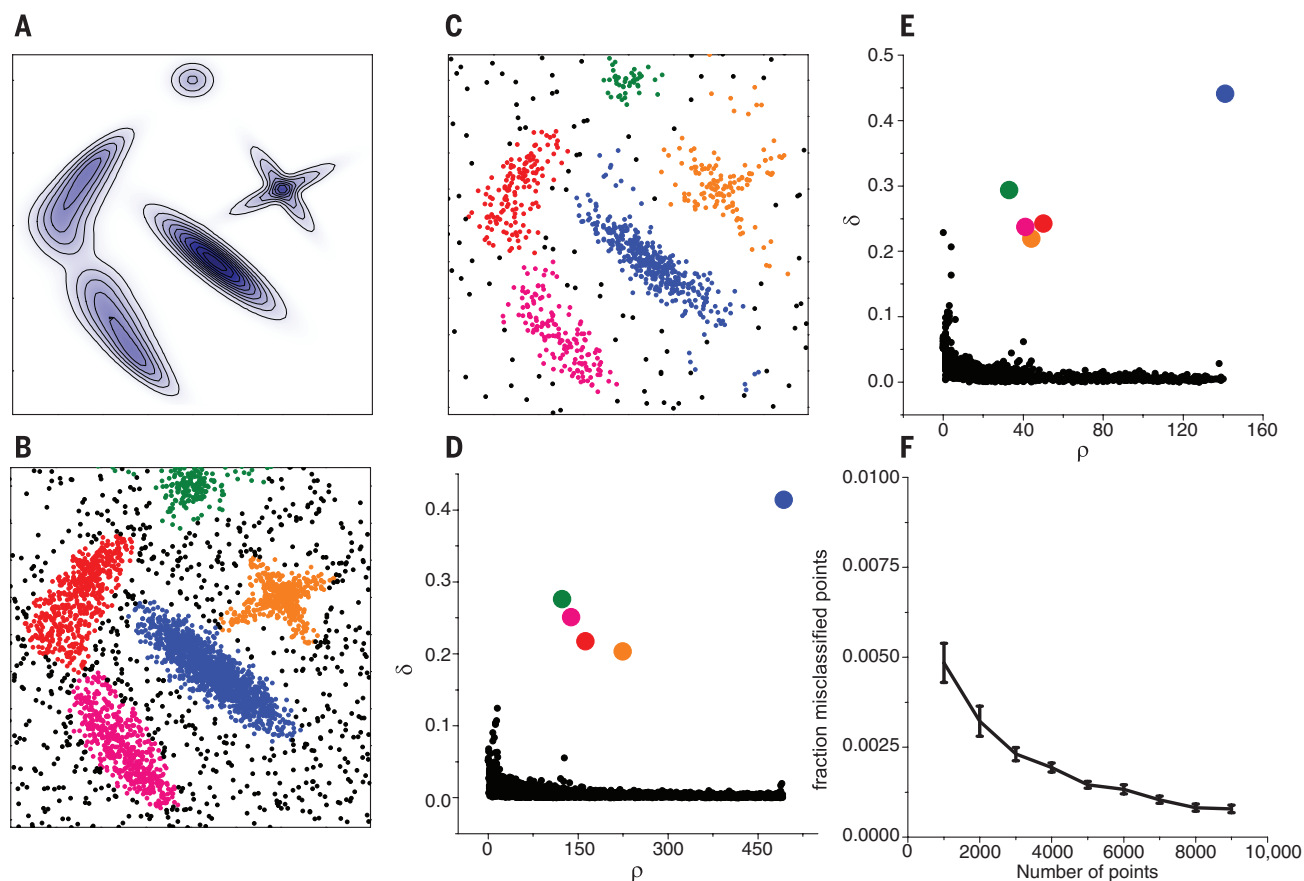 A
B
C
D
δ
0.4
0.3
0.2
0.1
0.0
0
150
300
450
ρ
E
δ
0.5
0.4
0.3
0.2
0.1
0.0
0
40
80
120
160
ρ
F
fraction misclassified points
0.0100
0.0075
0.0050
0.0025
0.0000
0
2000
4000
6000
8000
10,000
Number of points